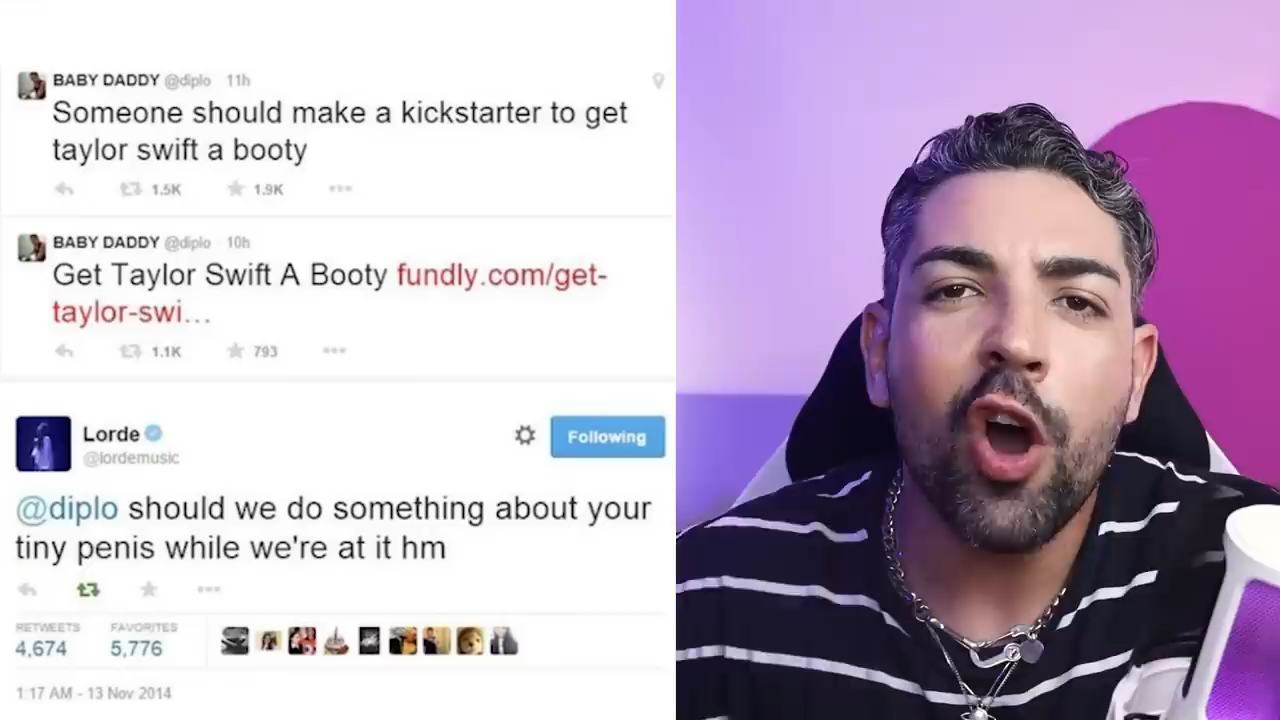 BABY DADDY @diplo 11h
Someone should make a kickstarter to get
taylor swift a booty
1.5K 1.9K
BABY DADDY @diplo · 10h
Get Taylor Swift A Booty fundly.com/get-
taylor-swi...
1.1K 793
Lorde
@lordemusic
Following
@diplo should we do something about your
tiny penis while we're at it hm
RETWEETS FAVORITES
4,674 5,776
1:17 AM - 13 Nov 2014